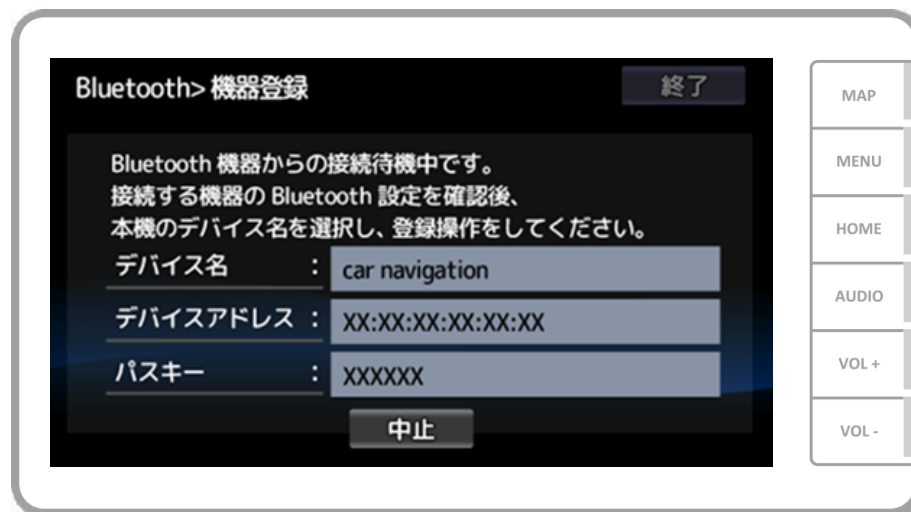 Bluetooth> 機器登録
終了
Bluetooth 機器からの接続待機中です。
接続する機器の Bluetooth 設定を確認後、
本機のデバイス名を選択し、登録操作をしてください。
デバイス名 : car navigation
デバイスアドレス : XX:XX:XX:XX:XX:XX
パスキー : XXXXXX
中止
MAP
MENU
HOME
AUDIO
VOL +
VOL -